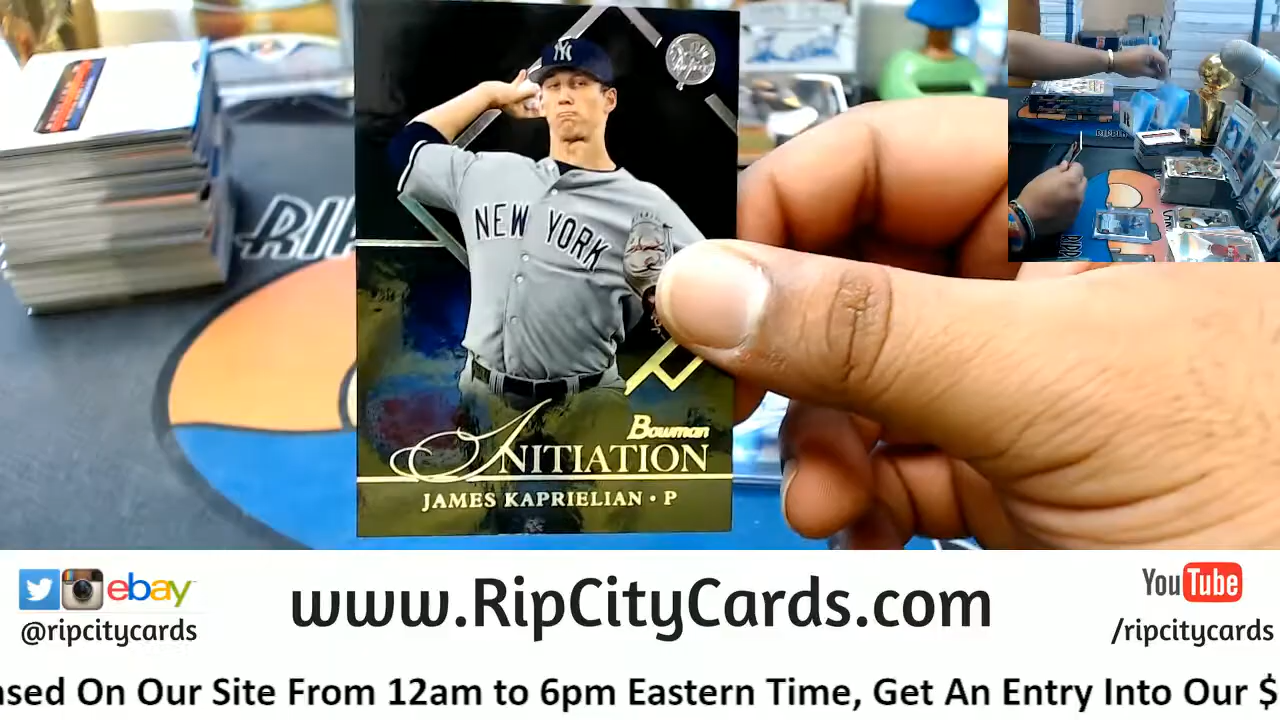 NY
NEW YORK
Bowman
INITIATION
JAMES KAPRIELIAN • P
RIP
ebay
@ripcitycards
www.RipCityCards.com
YouTube
/ripcitycards
ased On Our Site From 12am to 6pm Eastern Time, Get An Entry Into Our $